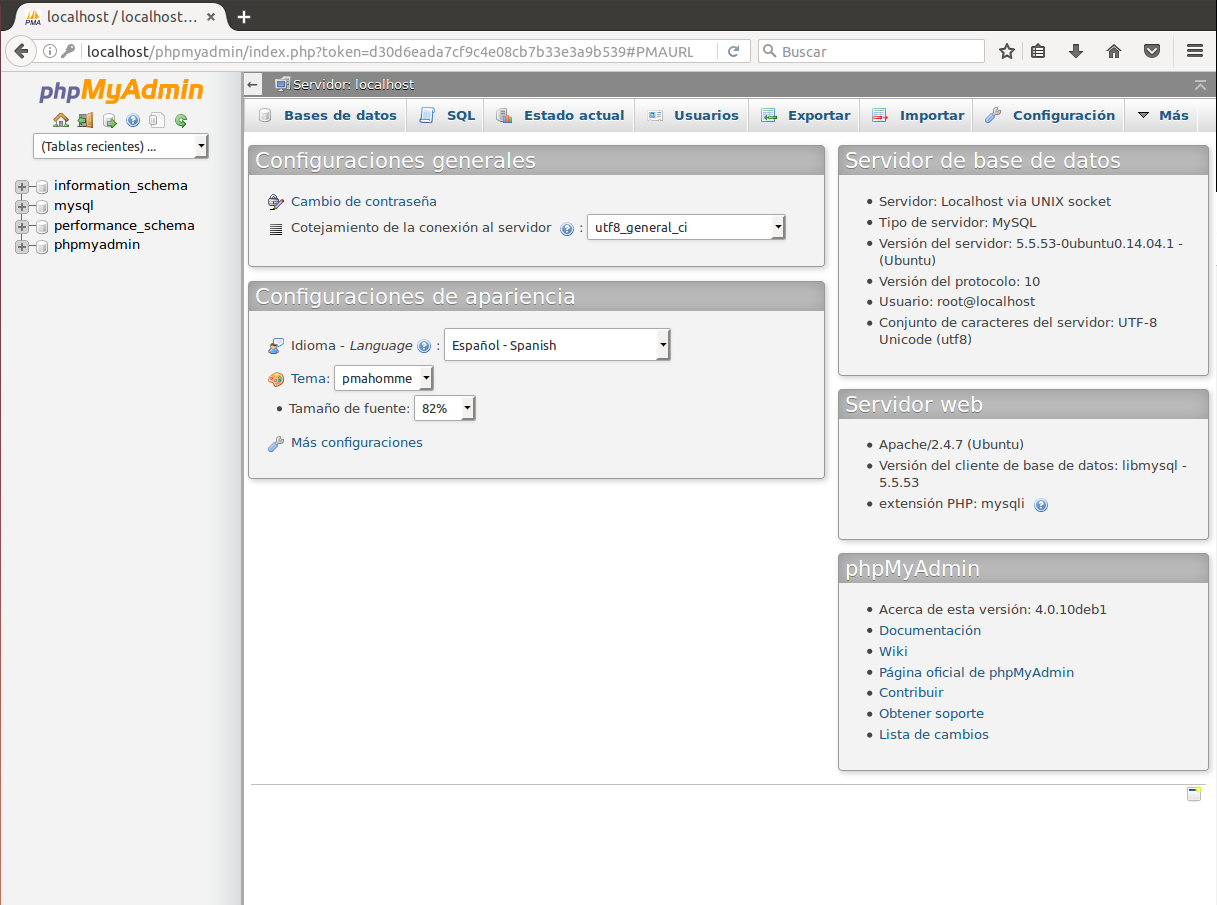 localhost / localhost...
localhost/phpmyadmin/index.php?token=d30d6eada7cf9c4e08cb7b33e3a9b539#PMAURL
Buscar
phpMyAdmin
(Tablas recientes) ...
information_schema
mysql
performance_schema
phpmyadmin
Servidor: localhost
Bases de datos SQL Estado actual Usuarios Exportar Importar Configuración Más
Configuraciones generales
Cambio de contraseña
Cotejamiento de la conexión al servidor : utf8_general_ci
Configuraciones de apariencia
Idioma - Language : Español - Spanish
Tema: pmahomme
Tamaño de fuente: 82%
Más configuraciones
Servidor de base de datos
Servidor: Localhost via UNIX socket
Tipo de servidor: MySQL
Versión del servidor: 5.5.53-0ubuntu0.14.04.1 -
(Ubuntu)
Versión del protocolo: 10
Usuario: root@localhost
Conjunto de caracteres del servidor: UTF-8
Unicode (utf8)
Servidor web
Apache/2.4.7 (Ubuntu)
Versión del cliente de base de datos: libmysql -
5.5.53
extensión PHP: mysqli
phpMyAdmin
Acerca de esta versión: 4.0.10deb1
Documentación
Wiki
Página oficial de phpMyAdmin
Contribuir
Obtener soporte
Lista de cambios